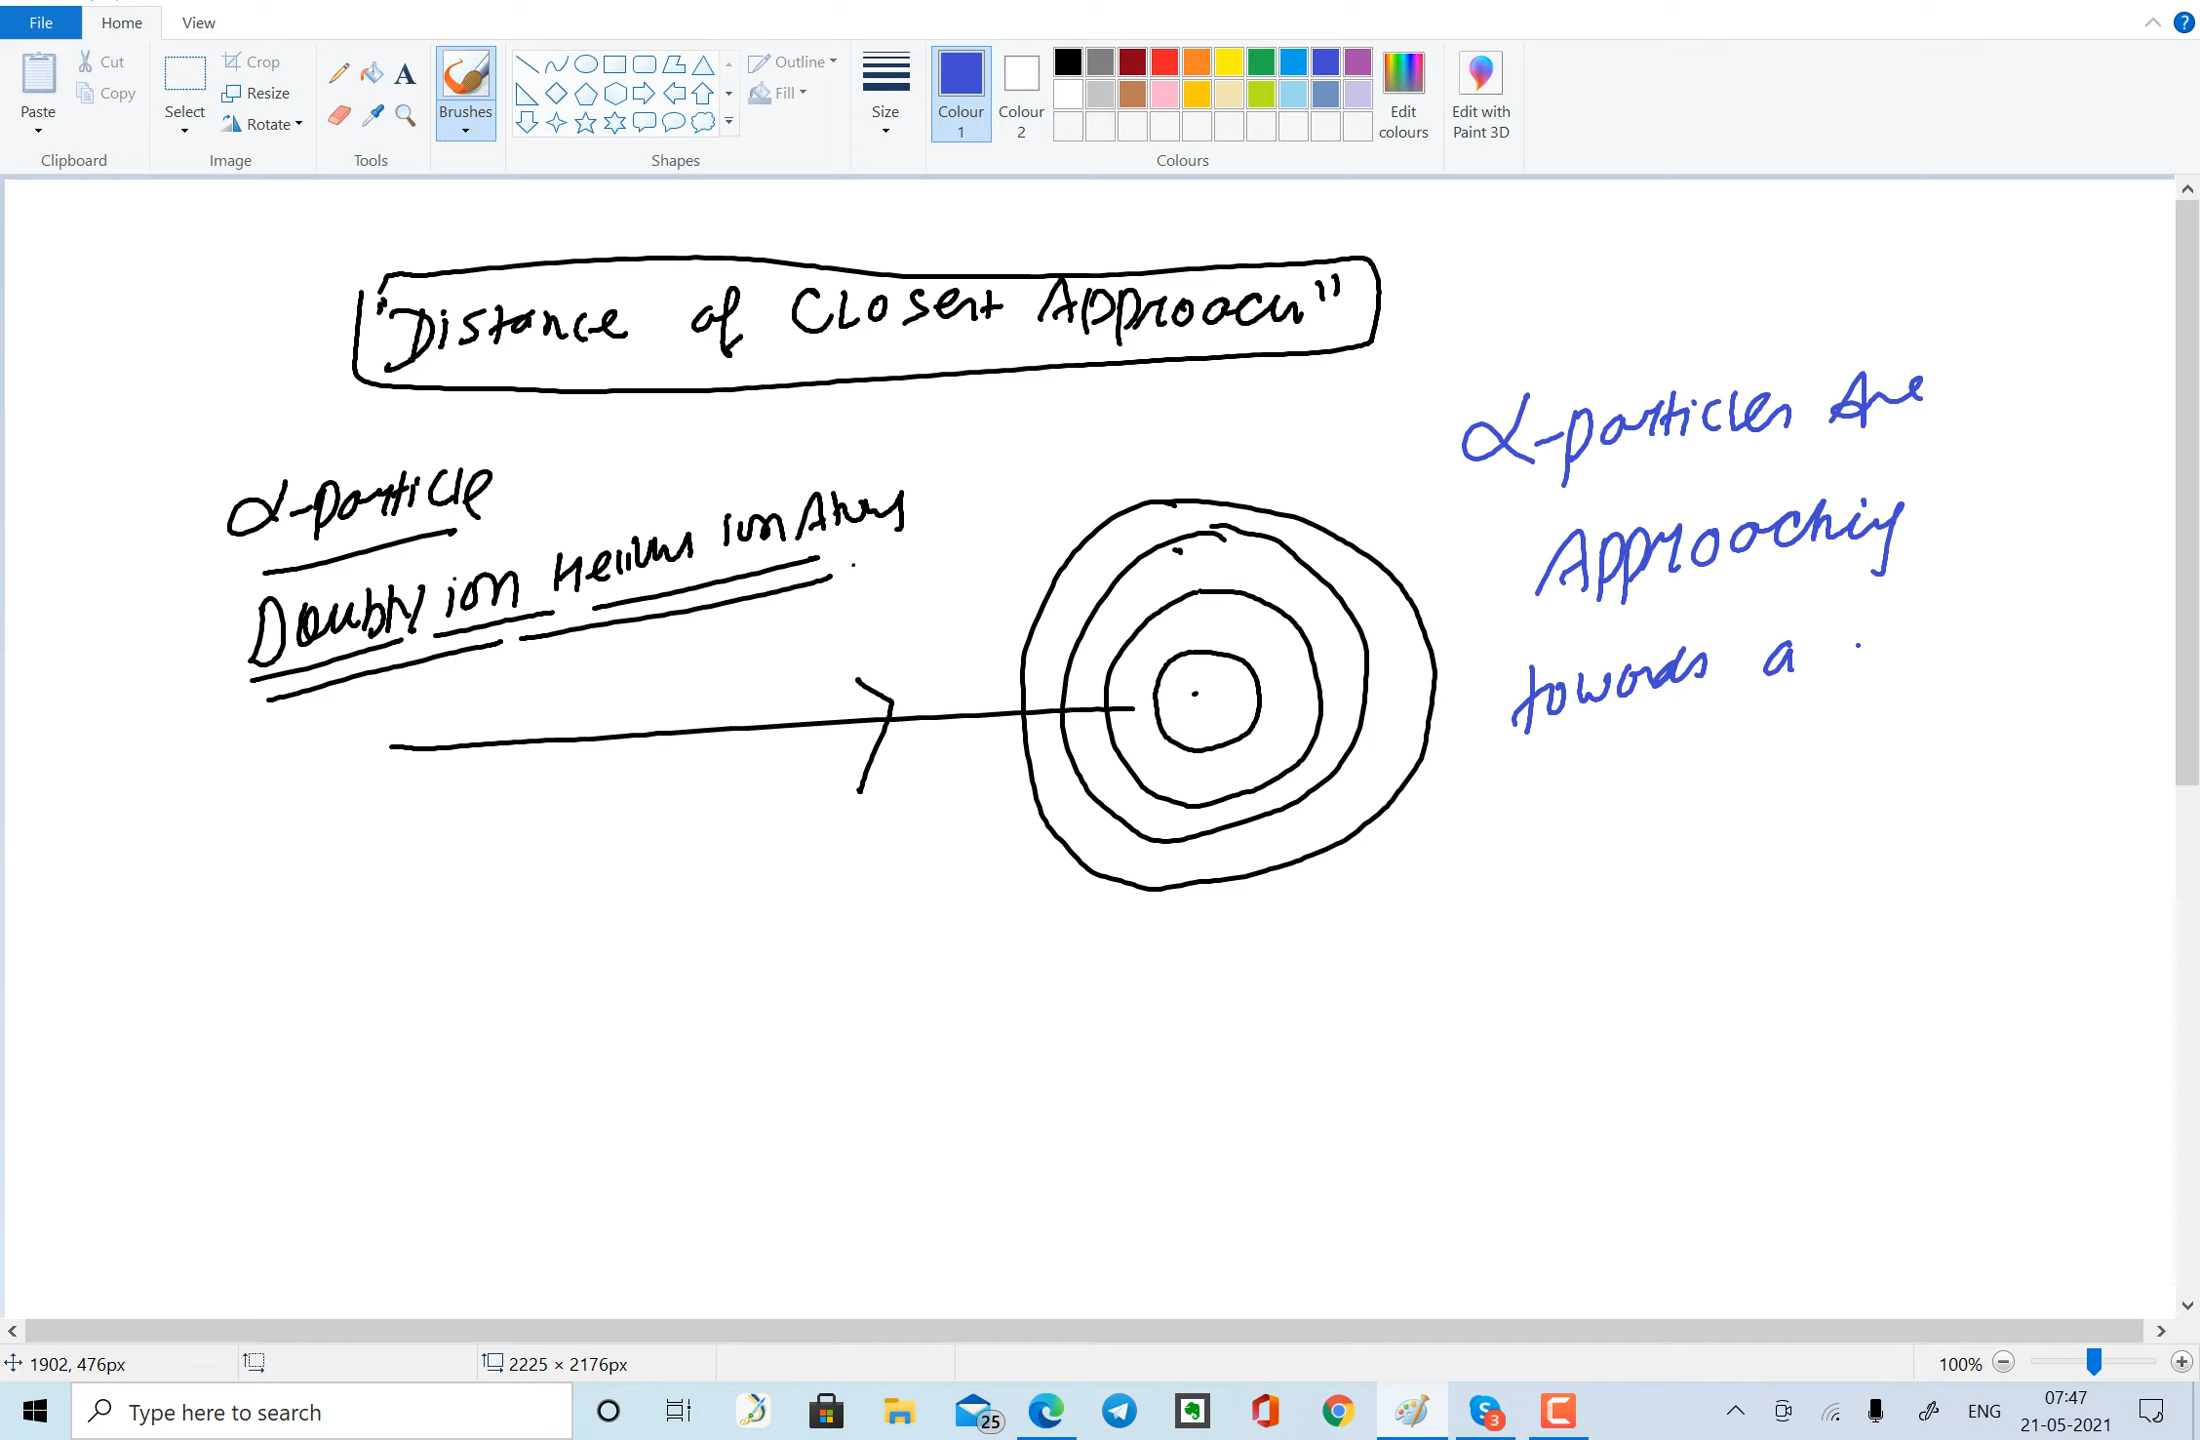 File Home View
Cut
Copy
Paste
Clipboard
Select
Crop
Resize
Rotate
Image
A
Tools
Brushes
Shapes
Outline
Fill
Size
Colour 1
Colour 2
Colours
Edit colours
Edit with Paint 3D
"Distance of Closest Approach"
α-particle
Doubly ion Helium ion
α-particles Are
Approaching
towards a
1902, 476px
2225 × 2176px
100%
Type here to search
25
3
ENG
07:47
21-05-2021